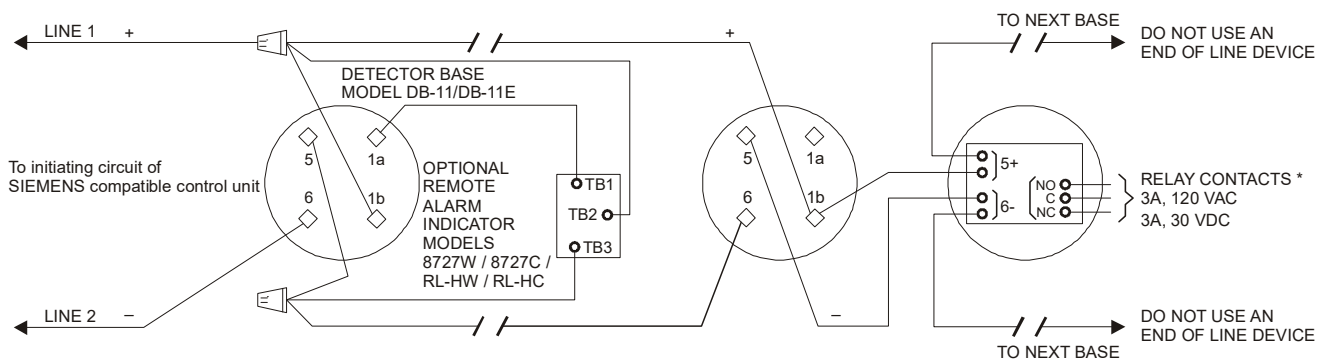 LINE 1 +
+
TO NEXT BASE
DO NOT USE AN
END OF LINE DEVICE
DETECTOR BASE
MODEL DB-11/DB-11E
To initiating circuit of
SIEMENS compatible control unit
5
1a
6
1b
OPTIONAL
REMOTE
ALARM
INDICATOR
MODELS
8727W / 8727C /
RL-HW / RL-HC
TB1
TB2
TB3
5
1a
6
1b
5+
6-
NO
C
NC
RELAY CONTACTS *
3A, 120 VAC
3A, 30 VDC
LINE 2 –
–
DO NOT USE AN
END OF LINE DEVICE
TO NEXT BASE